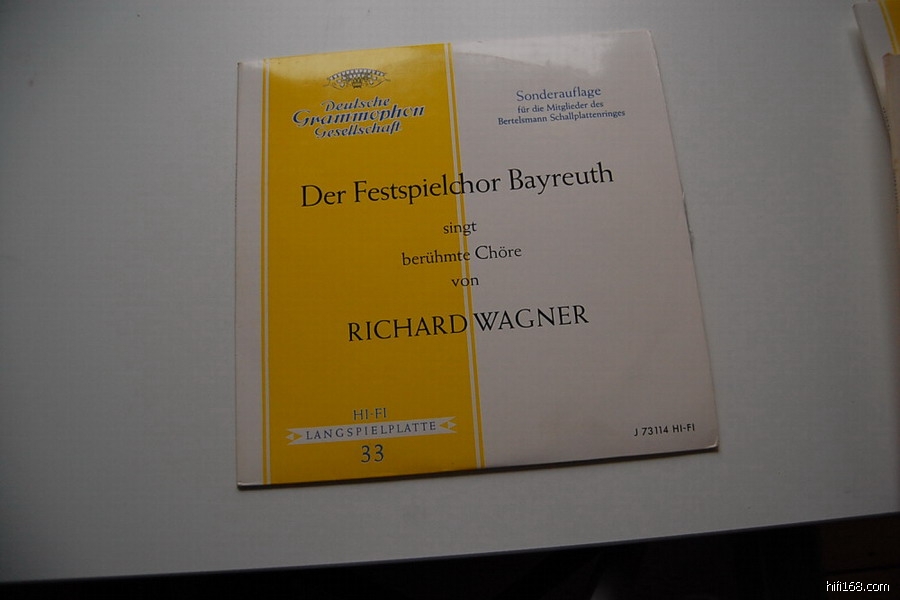 Deutsche
Grammophon
Gesellschaft
Sonderauflage
für die Mitglieder des
Bertelsmann Schallplattenringes
Der Festspielchor Bayreuth
singt
berühmte Chöre
von
RICHARD WAGNER
HI-FI
LANGSPIELPLATTE
33
J 73114 HI-FI
hifi168.com